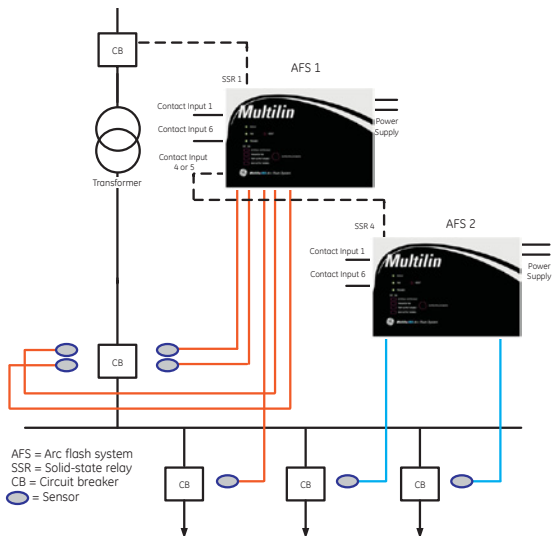 CB
AFS 1
SSR 1
Contact Input 1
Contact Input 6
Contact Input
4 or 5
Multilin
Power
Supply
Transformer
SSR 4
AFS 2
Contact Input 1
Contact Input 6
Multilin
Power
Supply
CB
AFS = Arc flash system
SSR = Solid-state relay
CB = Circuit breaker
= Sensor
CB
CB
CB